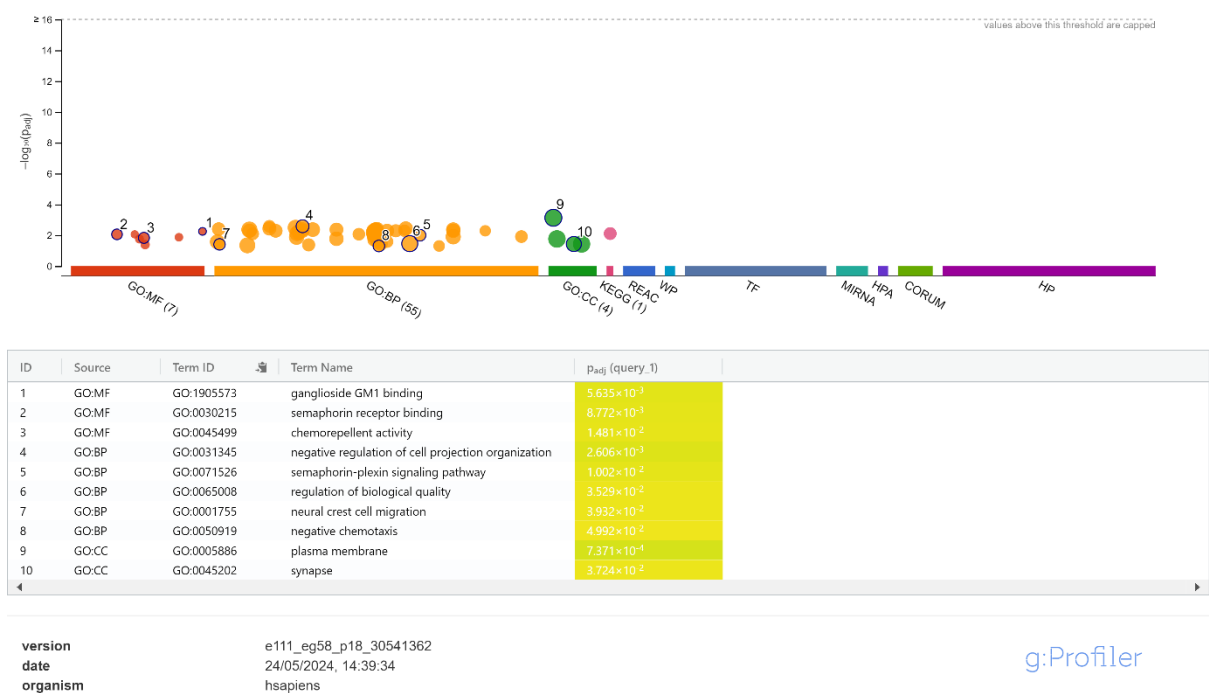 ≥ 16
values above this threshold are capped
14
12
10
8
6
4
2
0
-log10(padj)
1
2
3
4
5
6
7
8
9
10
GO:MF (7)
GO:BP (55)
GO:CC (4)
KEGG (1)
REAC
WP
TF
MIRNA
HPA
CORUM
HP
ID Source Term ID Term Name padj (query_1)
1 GO:MF GO:1905573 ganglioside GM1 binding 5.635×10-3
2 GO:MF GO:0030215 semaphorin receptor binding 8.772×10-3
3 GO:MF GO:0045499 chemorepellent activity 1.481×10-2
4 GO:BP GO:0031345 negative regulation of cell projection organization 2.606×10-3
5 GO:BP GO:0071526 semaphorin-plexin signaling pathway 1.002×10-2
6 GO:BP GO:0065008 regulation of biological quality 3.529×10-2
7 GO:BP GO:0001755 neural crest cell migration 3.932×10-2
8 GO:BP GO:0050919 negative chemotaxis 4.992×10-2
9 GO:CC GO:0005886 plasma membrane 7.371×10-4
10 GO:CC GO:0045202 synapse 3.724×10-2
version e111_eg58_p18_30541362
date 24/05/2024, 14:39:34
organism hsapiens
g:Profiler